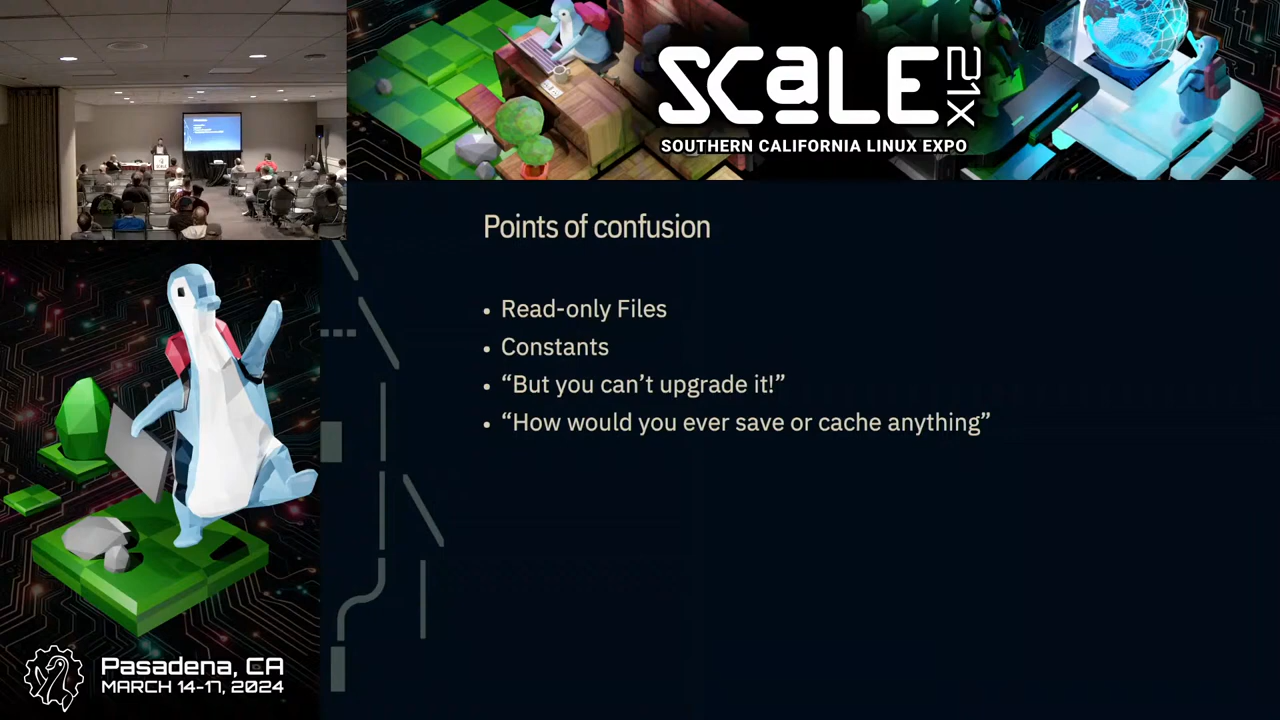 SCALE 21X
SOUTHERN CALIFORNIA LINUX EXPO
Points of confusion
• Read-only Files
• Constants
• “But you can’t upgrade it!”
• “How would you ever save or cache anything”
Pasadena, CA
MARCH 14-17, 2024